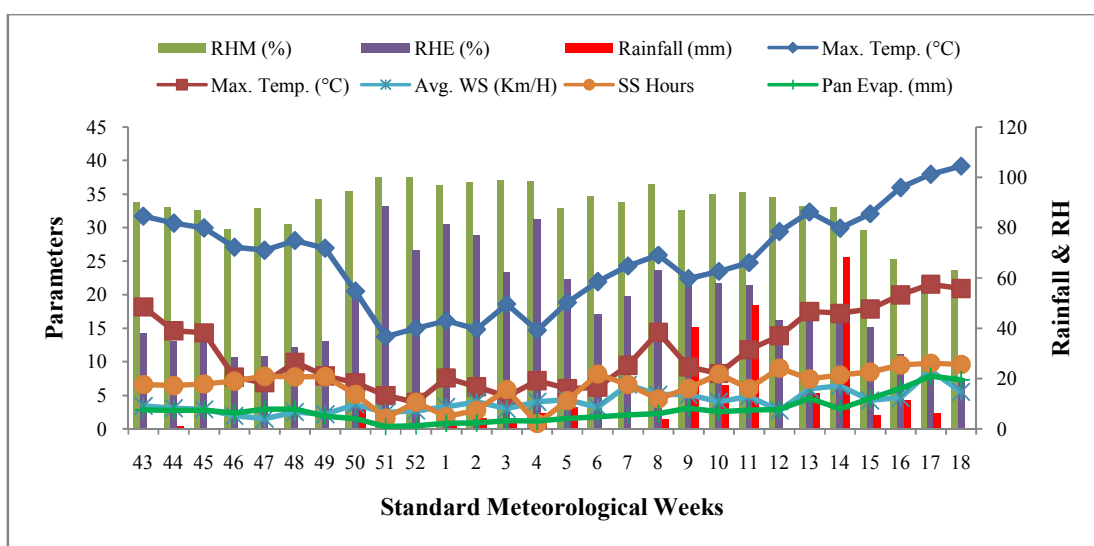 RHM (%) RHE (%) Rainfall (mm) Max. Temp. (°C)
Max. Temp. (°C) Avg. WS (Km/H) SS Hours Pan Evap. (mm)
45 120
40
35 100
30 80
25
20 60
15 40
10
5 20
0 0
Parameters
Rainfall & RH
43 44 45 46 47 48 49 50 51 52 1 2 3 4 5 6 7 8 9 10 11 12 13 14 15 16 17 18
Standard Meteorological Weeks